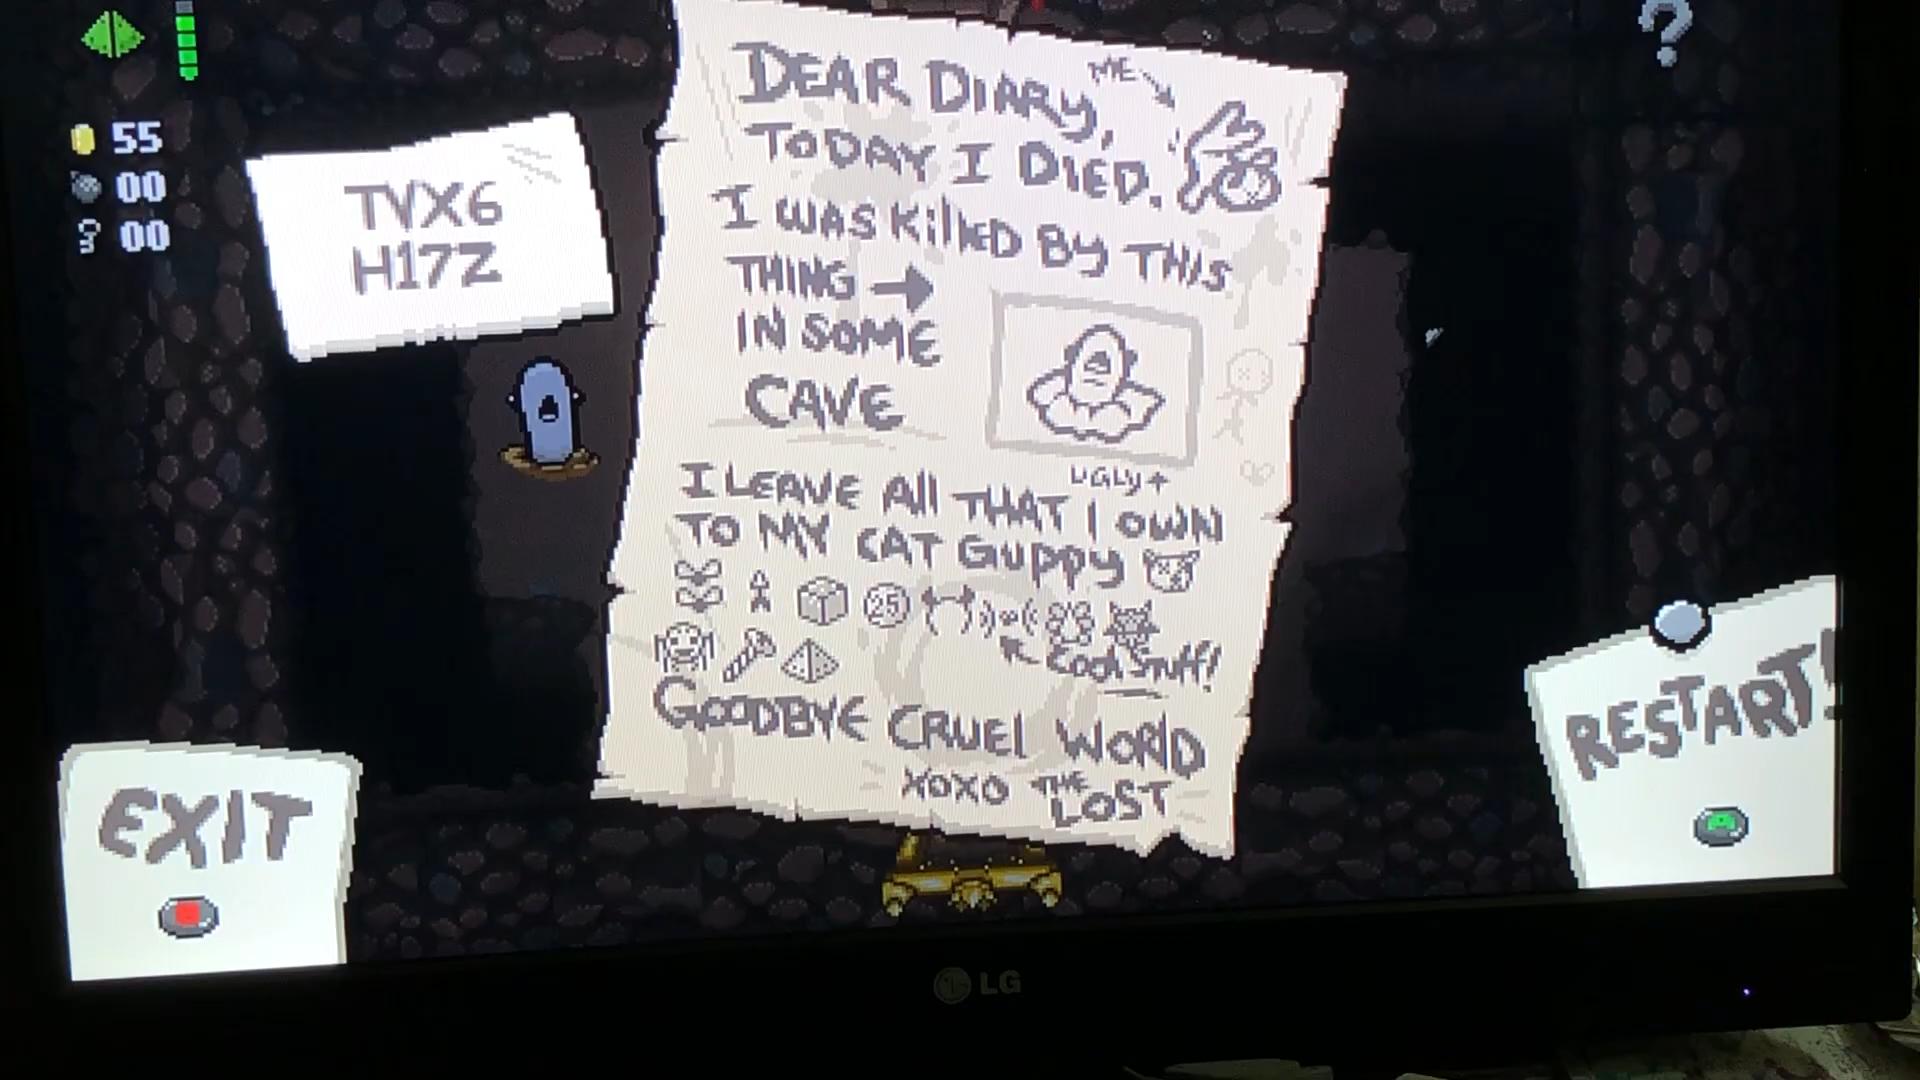 55
00
00
TVX6
H17Z
ME
DEAR DIARY,
TODAY I DIED.
I WAS KillED BY THIS
THING →
IN SOME
CAVE
UGLY +
I LEAVE All THAT I OWN
TO MY CAT GUPPY
25
COOL STUFF!
GOODBYE CRUEl WORlD
XOXO THE
LOST
EXIT
RESTART!
?
LG